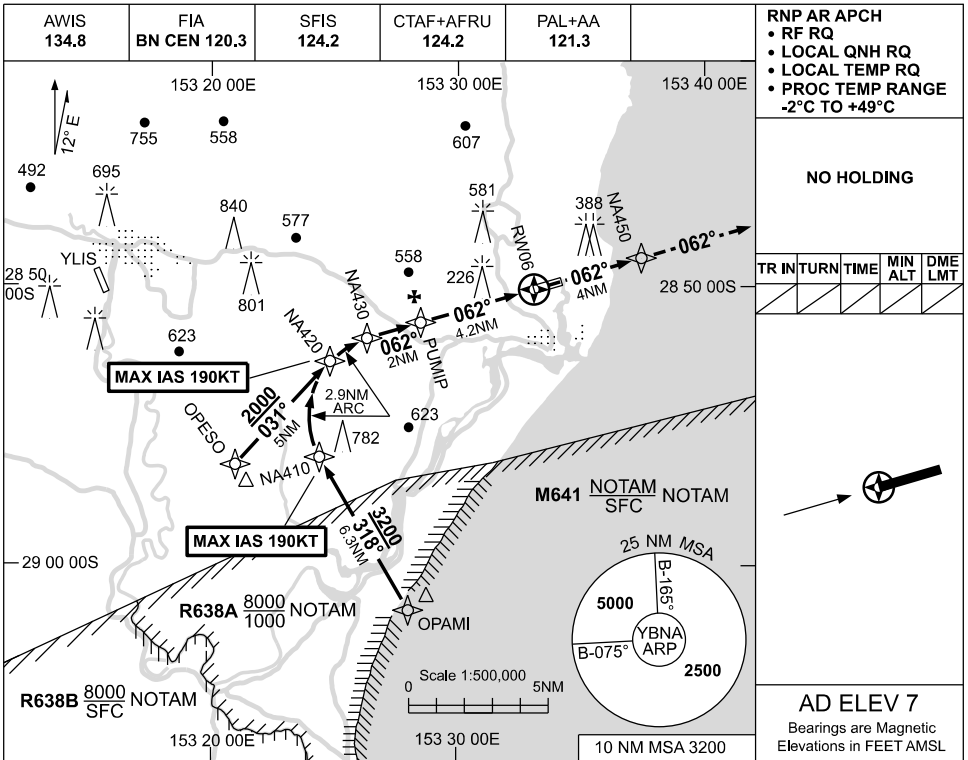 AWIS
134.8
FIA
BN CEN 120.3
SFIS
124.2
CTAF+AFRU
124.2
PAL+AA
121.3
RNP AR APCH
• RF RQ
• LOCAL QNH RQ
• LOCAL TEMP RQ
• PROC TEMP RANGE
-2°C TO +49°C
NO HOLDING
TR IN
TURN
TIME
MIN ALT
DME LMT
153 20 00E
153 30 00E
153 40 00E
12° E
755
558
607
492
695
840
577
581
388
NA450
062°
YLIS
801
558
226
RW06
062°
4NM
28 50
00S
28 50 00S
NA430
062°
4.2NM
NA420
062°
2NM
PUMIP
623
MAX IAS 190KT
2000
031°
5NM
2.9NM
ARC
OPESO
623
782
NA410
MAX IAS 190KT
3200
318°
6.3NM
M641 NOTAM
SFC NOTAM
29 00 00S
25 NM MSA
B-165°
5000
YBNA
ARP
B-075°
2500
R638A 8000
1000 NOTAM
OPAMI
Scale 1:500,000
0
5NM
R638B 8000
SFC NOTAM
153 20 00E
153 30 00E
10 NM MSA 3200
AD ELEV 7
Bearings are Magnetic
Elevations in FEET AMSL